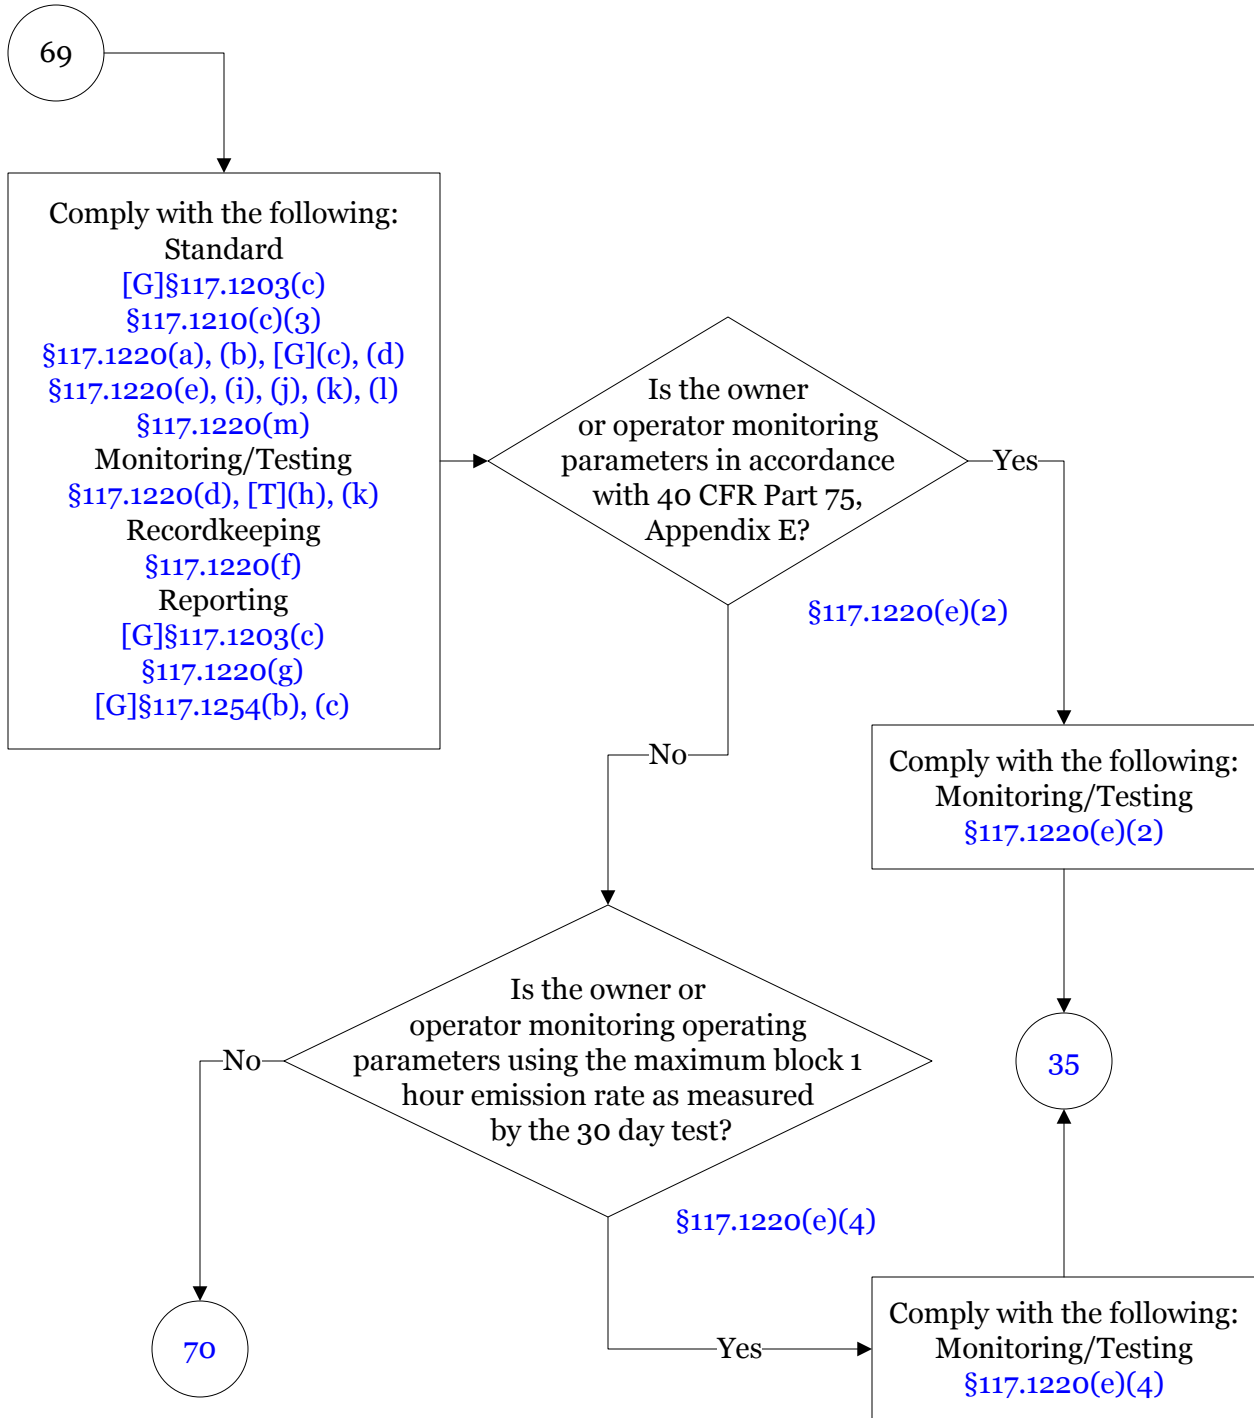 69
Comply with the following:
Standard
[G]§117.1203(c)
§117.1210(c)(3)
§117.1220(a), (b), [G](c), (d)
§117.1220(e), (i), (j), (k), (l)
§117.1220(m)
Monitoring/Testing
§117.1220(d), [T](h), (k)
Recordkeeping
§117.1220(f)
Reporting
[G]§117.1203(c)
§117.1220(g)
[G]§117.1254(b), (c)
Is the owner
or operator monitoring
parameters in accordance
with 40 CFR Part 75,
Appendix E?
Yes
§117.1220(e)(2)
No
Comply with the following:
Monitoring/Testing
§117.1220(e)(2)
Is the owner or
operator monitoring operating
parameters using the maximum block 1
hour emission rate as measured
by the 30 day test?
No
35
§117.1220(e)(4)
70
Yes
Comply with the following:
Monitoring/Testing
§117.1220(e)(4)